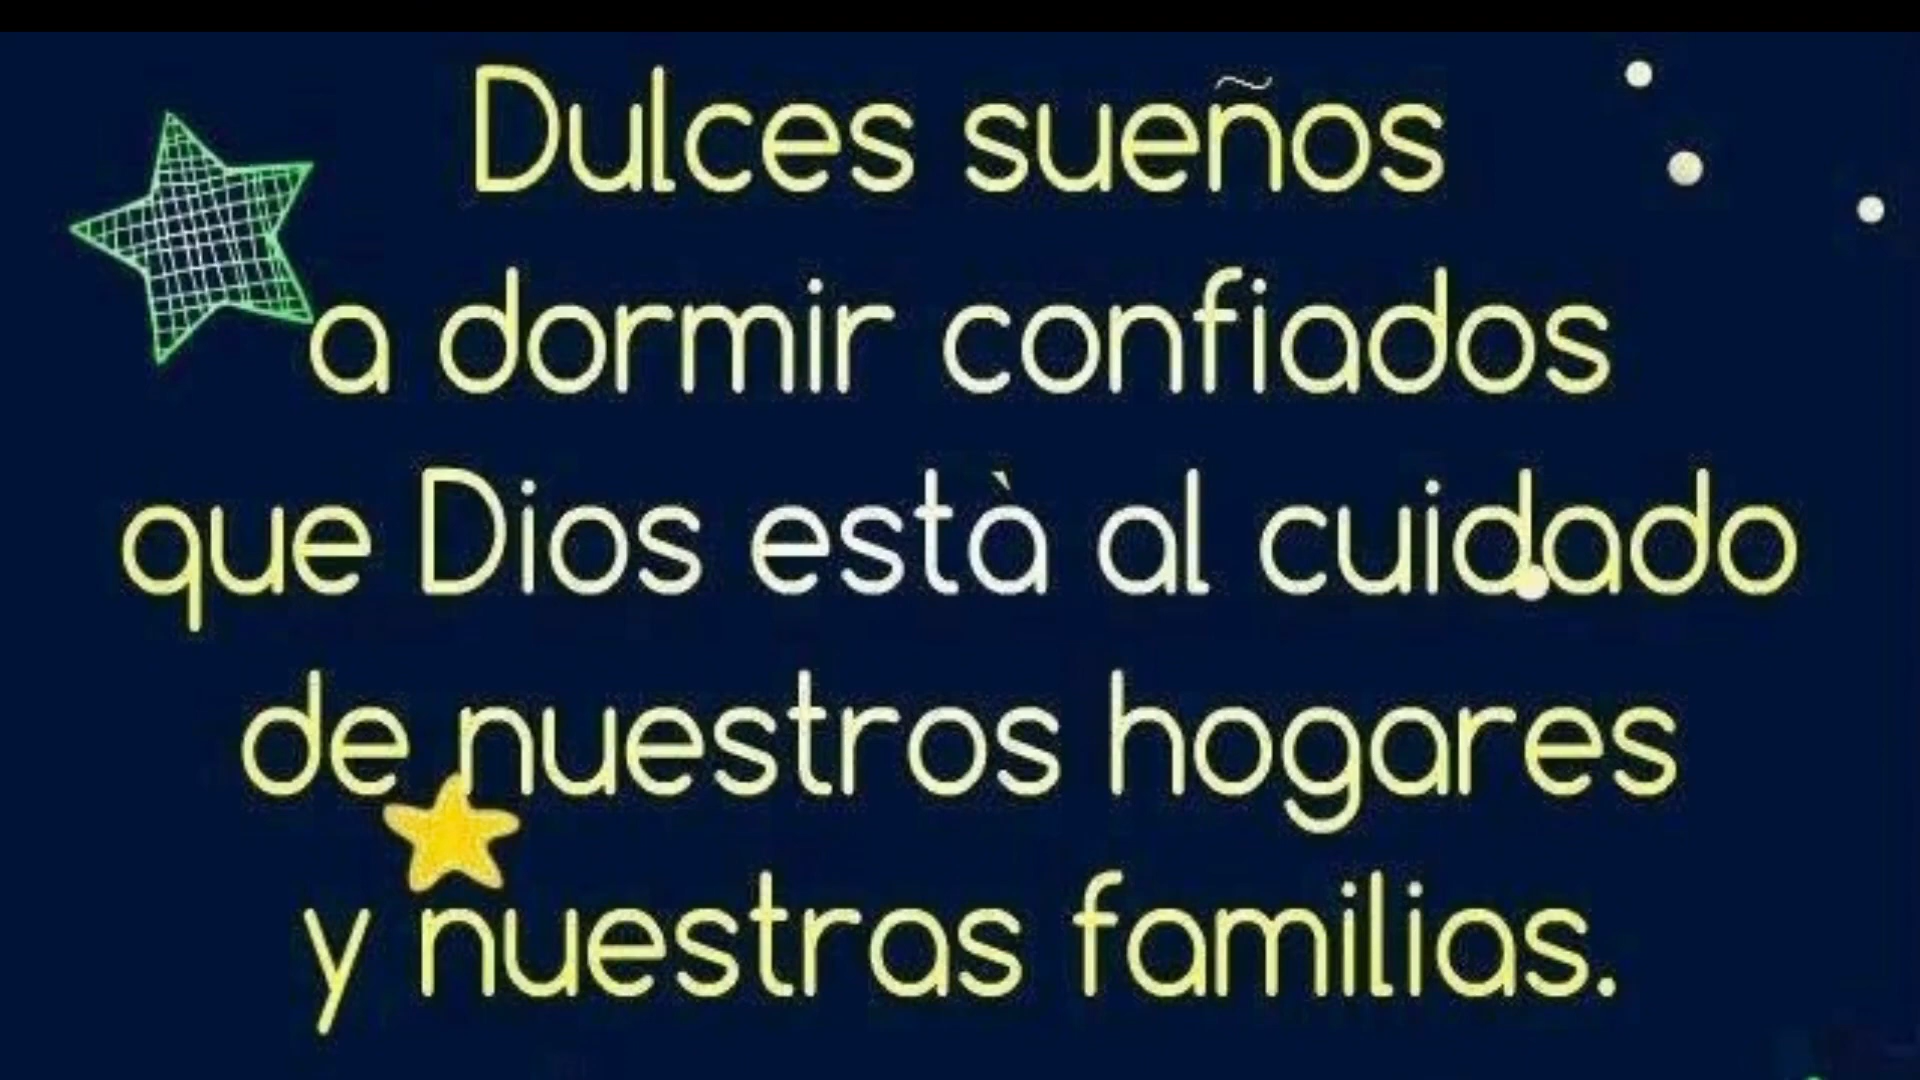 Dulces sueños
a dormir confiados
que Dios està al cuidado
de nuestros hogares
y nuestras familias.